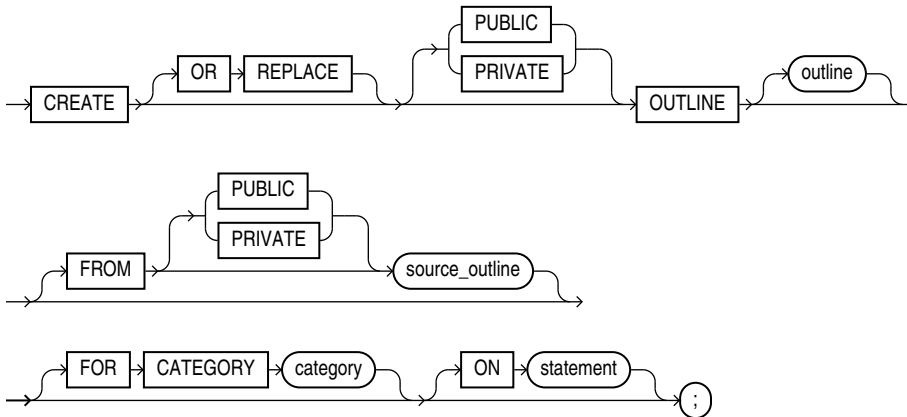 PUBLIC
OR REPLACE PRIVATE outline
CREATE OUTLINE
PUBLIC
PRIVATE
FROM source_outline
FOR CATEGORY category ON statement
;